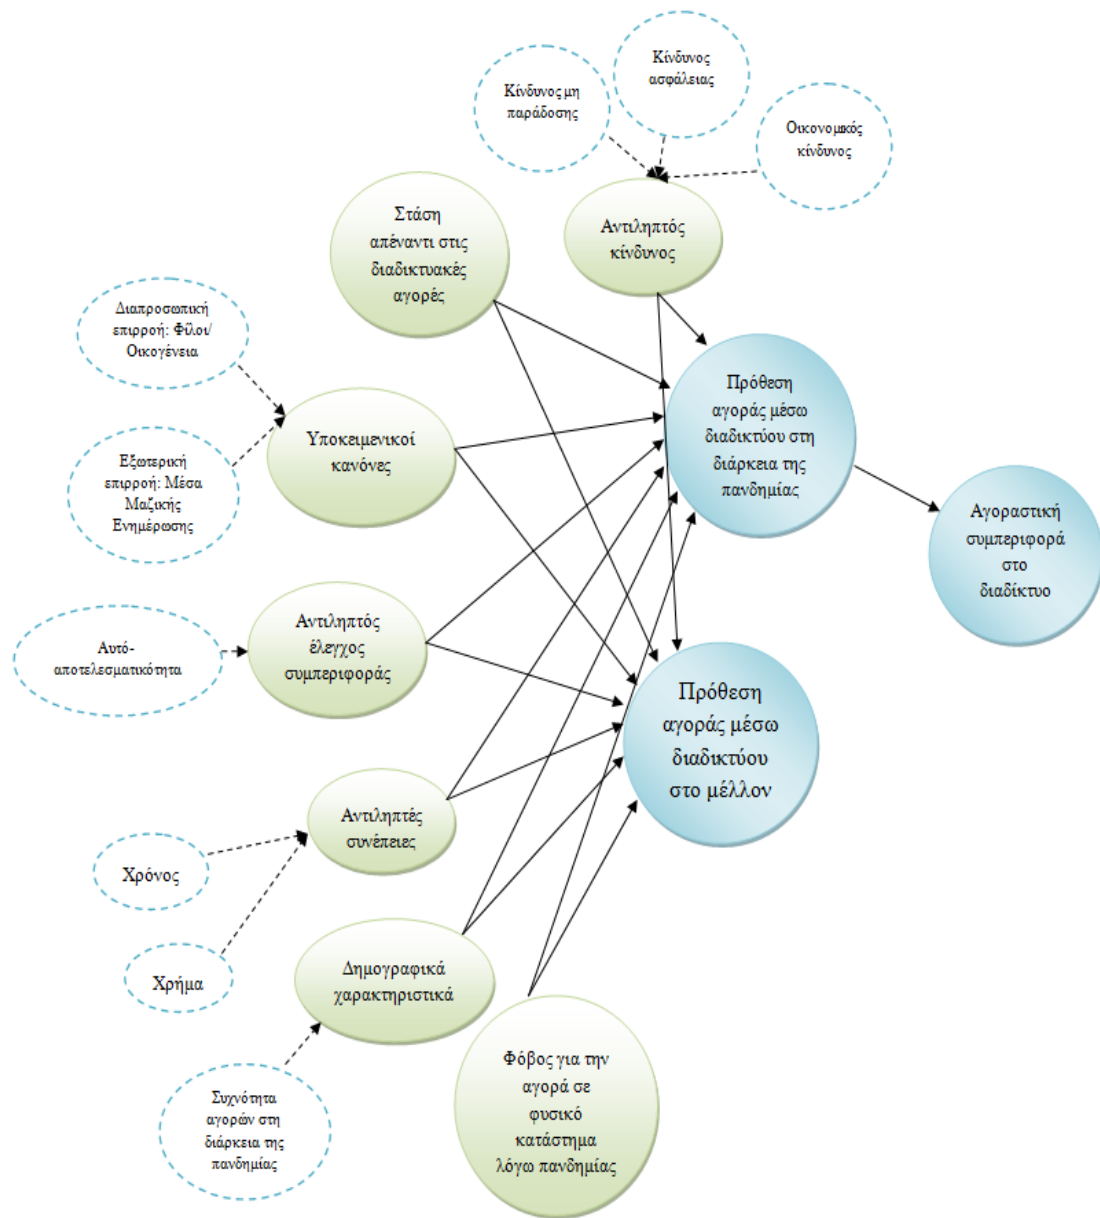 Κίνδυνος
ασφάλειας
Κίνδυνος μη
παράδοσης
Οικονομικός
κίνδυνος
Στάση
απέναντι στις
διαδικτυακές
αγορές
Αντιληπτός
κίνδυνος
Διαπροσωπική
επιρροή: Φίλοι/
Οικογένεια
Πρόθεση
αγοράς μέσω
διαδικτύου στη
διάρκεια της
πανδημίας
Υποκειμενικοί
κανόνες
Εξωτερική
επιρροή: Μέσα
Μαζικής
Ενημέρωσης
Αγοραστική
συμπεριφορά
στο
διαδίκτυο
Αντιληπτός
έλεγχος
συμπεριφοράς
Αυτό-
αποτελεσματικότητα
Πρόθεση
αγοράς μέσω
διαδικτύου
στο μέλλον
Αντιληπτές
συνέπειες
Χρόνος
Χρήμα
Δημογραφικά
χαρακτηριστικά
Συχνότητα
αγορών στη
διάρκεια της
πανδημίας
Φόβος για την
αγορά σε
φυσικό
κατάστημα
λόγω πανδημίας